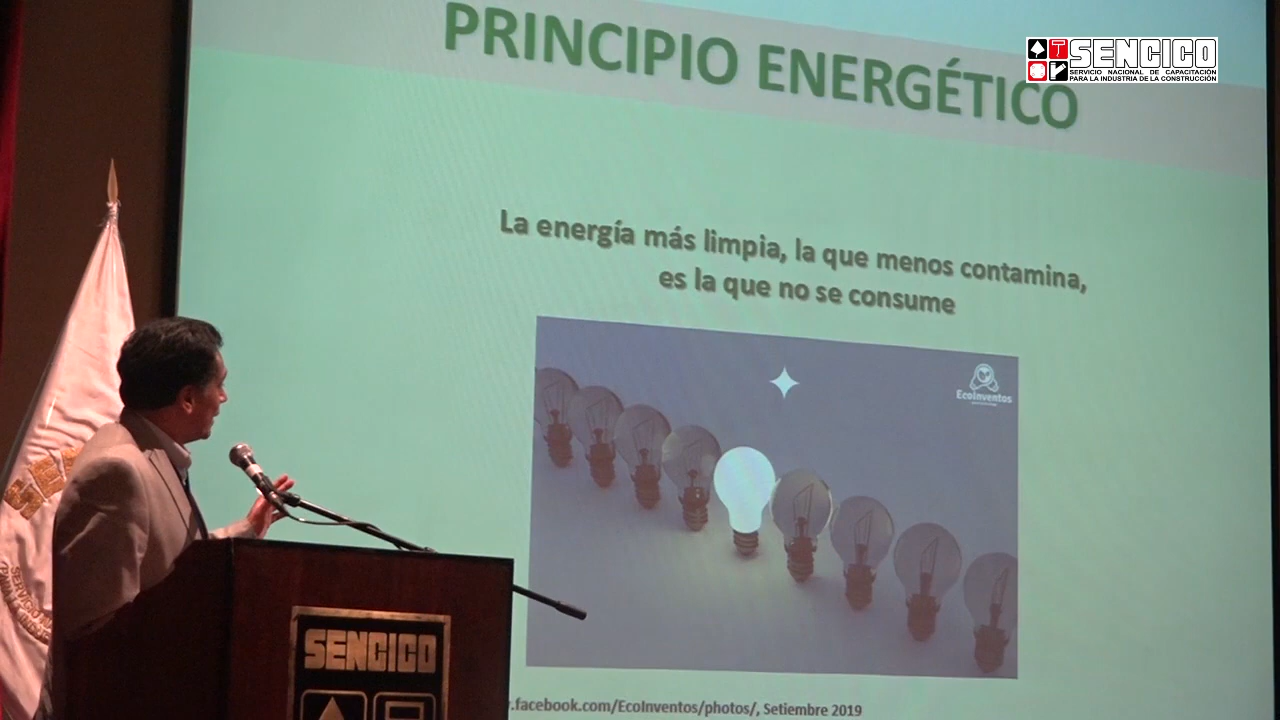 PRINCIPIO ENERGÉTICO
SENCICO
SERVICIO NACIONAL DE CAPACITACIÓN
PARA LA INDUSTRIA DE LA CONSTRUCCIÓN
La energía más limpia, la que menos contamina,
es la que no se consume
EcoInventos
SENCICO
.facebook.com/EcoInventos/photos/, Setiembre 2019